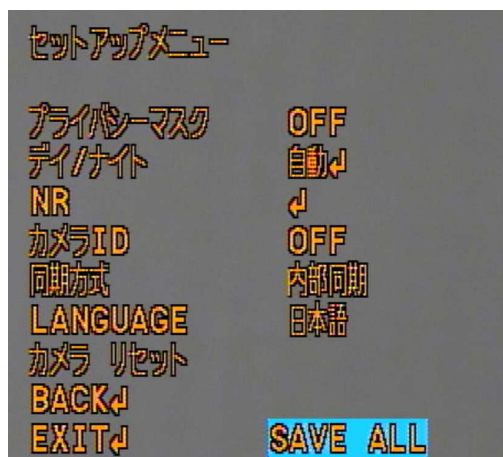 セットアップメニュー
プライバシーマスク OFF
デイ/ナイト 自動↲
NR ↲
カメラID OFF
同期方式 内部同期
LANGUAGE 日本語
カメラ リセット
BACK↲
EXIT↲ SAVE ALL